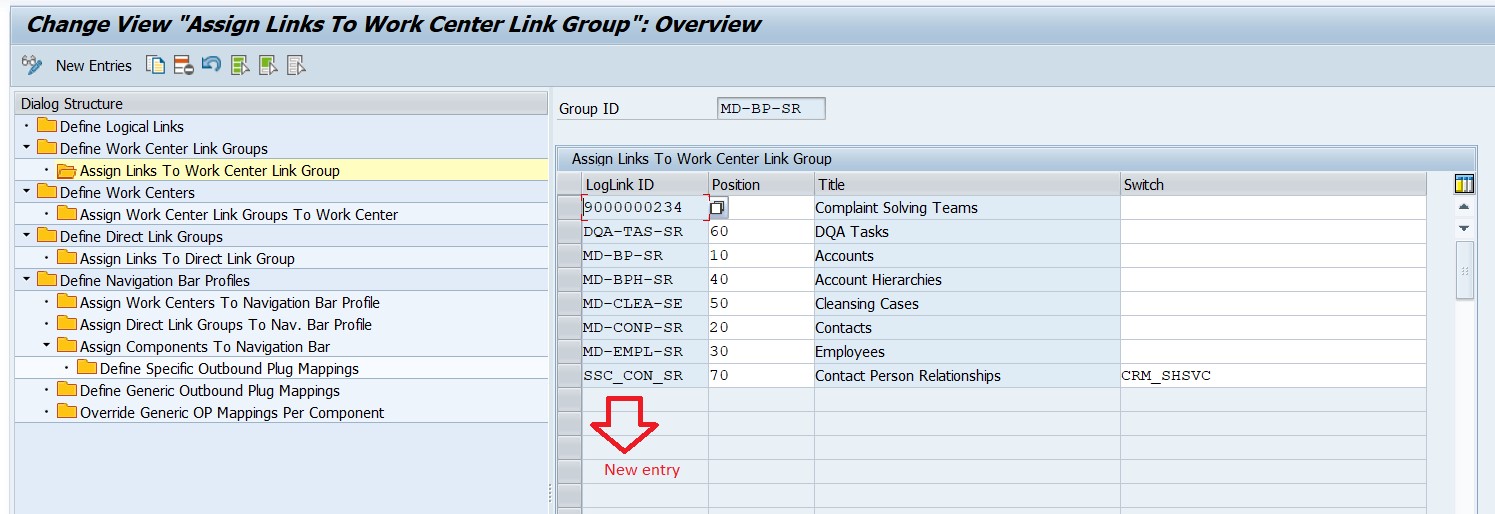 Change View "Assign Links To Work Center Link Group": Overview
New Entries
Dialog Structure
Define Logical Links
Define Work Center Link Groups
Assign Links To Work Center Link Group
Define Work Centers
Assign Work Center Link Groups To Work Center
Define Direct Link Groups
Assign Links To Direct Link Group
Define Navigation Bar Profiles
Assign Work Centers To Navigation Bar Profile
Assign Direct Link Groups To Nav. Bar Profile
Assign Components To Navigation Bar
Define Specific Outbound Plug Mappings
Define Generic Outbound Plug Mappings
Override Generic OP Mappings Per Component
Group ID MD-BP-SR
Assign Links To Work Center Link Group
LogLink ID Position Title Switch
9000000234 Complaint Solving Teams
DQA-TAS-SR 60 DQA Tasks
MD-BP-SR 10 Accounts
MD-BPH-SR 40 Account Hierarchies
MD-CLEA-SE 50 Cleansing Cases
MD-CONP-SR 20 Contacts
MD-EMPL-SR 30 Employees
SSC_CON_SR 70 Contact Person Relationships CRM_SHSVC
New entry